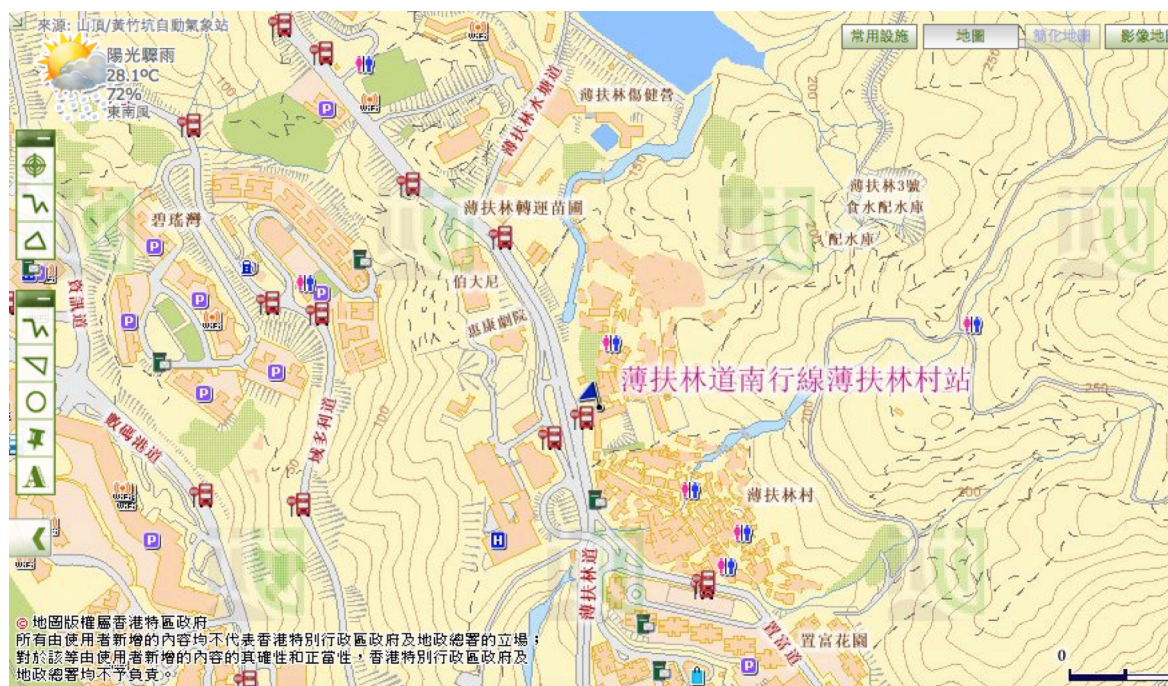 來源: 山頂/黃竹坑自動氣象站
陽光驟雨
28.1ºC
72%
東南風
常用設施
地圖
簡化地圖
影像地
250
100
200
薄扶林水塘道
薄扶林傷健營
150
薄扶林3號
食水配水庫
薄扶林轉運苗圃
碧瑤灣
200
配水庫
伯大尼
資訊道
惠康劇院
薄扶林道南行線薄扶林村站
250
200
100
數碼港道
域多利道
50
薄扶林村
200
薄扶林道
置富道
置富花園
© 地圖版權屬香港特區政府
所有由使用者新增的內容均不代表香港特別行政區政府及地政總署的立場；
對於該等由使用者新增的內容的真確性和正當性，香港特別行政區政府及
地政總署均不予負責。
0